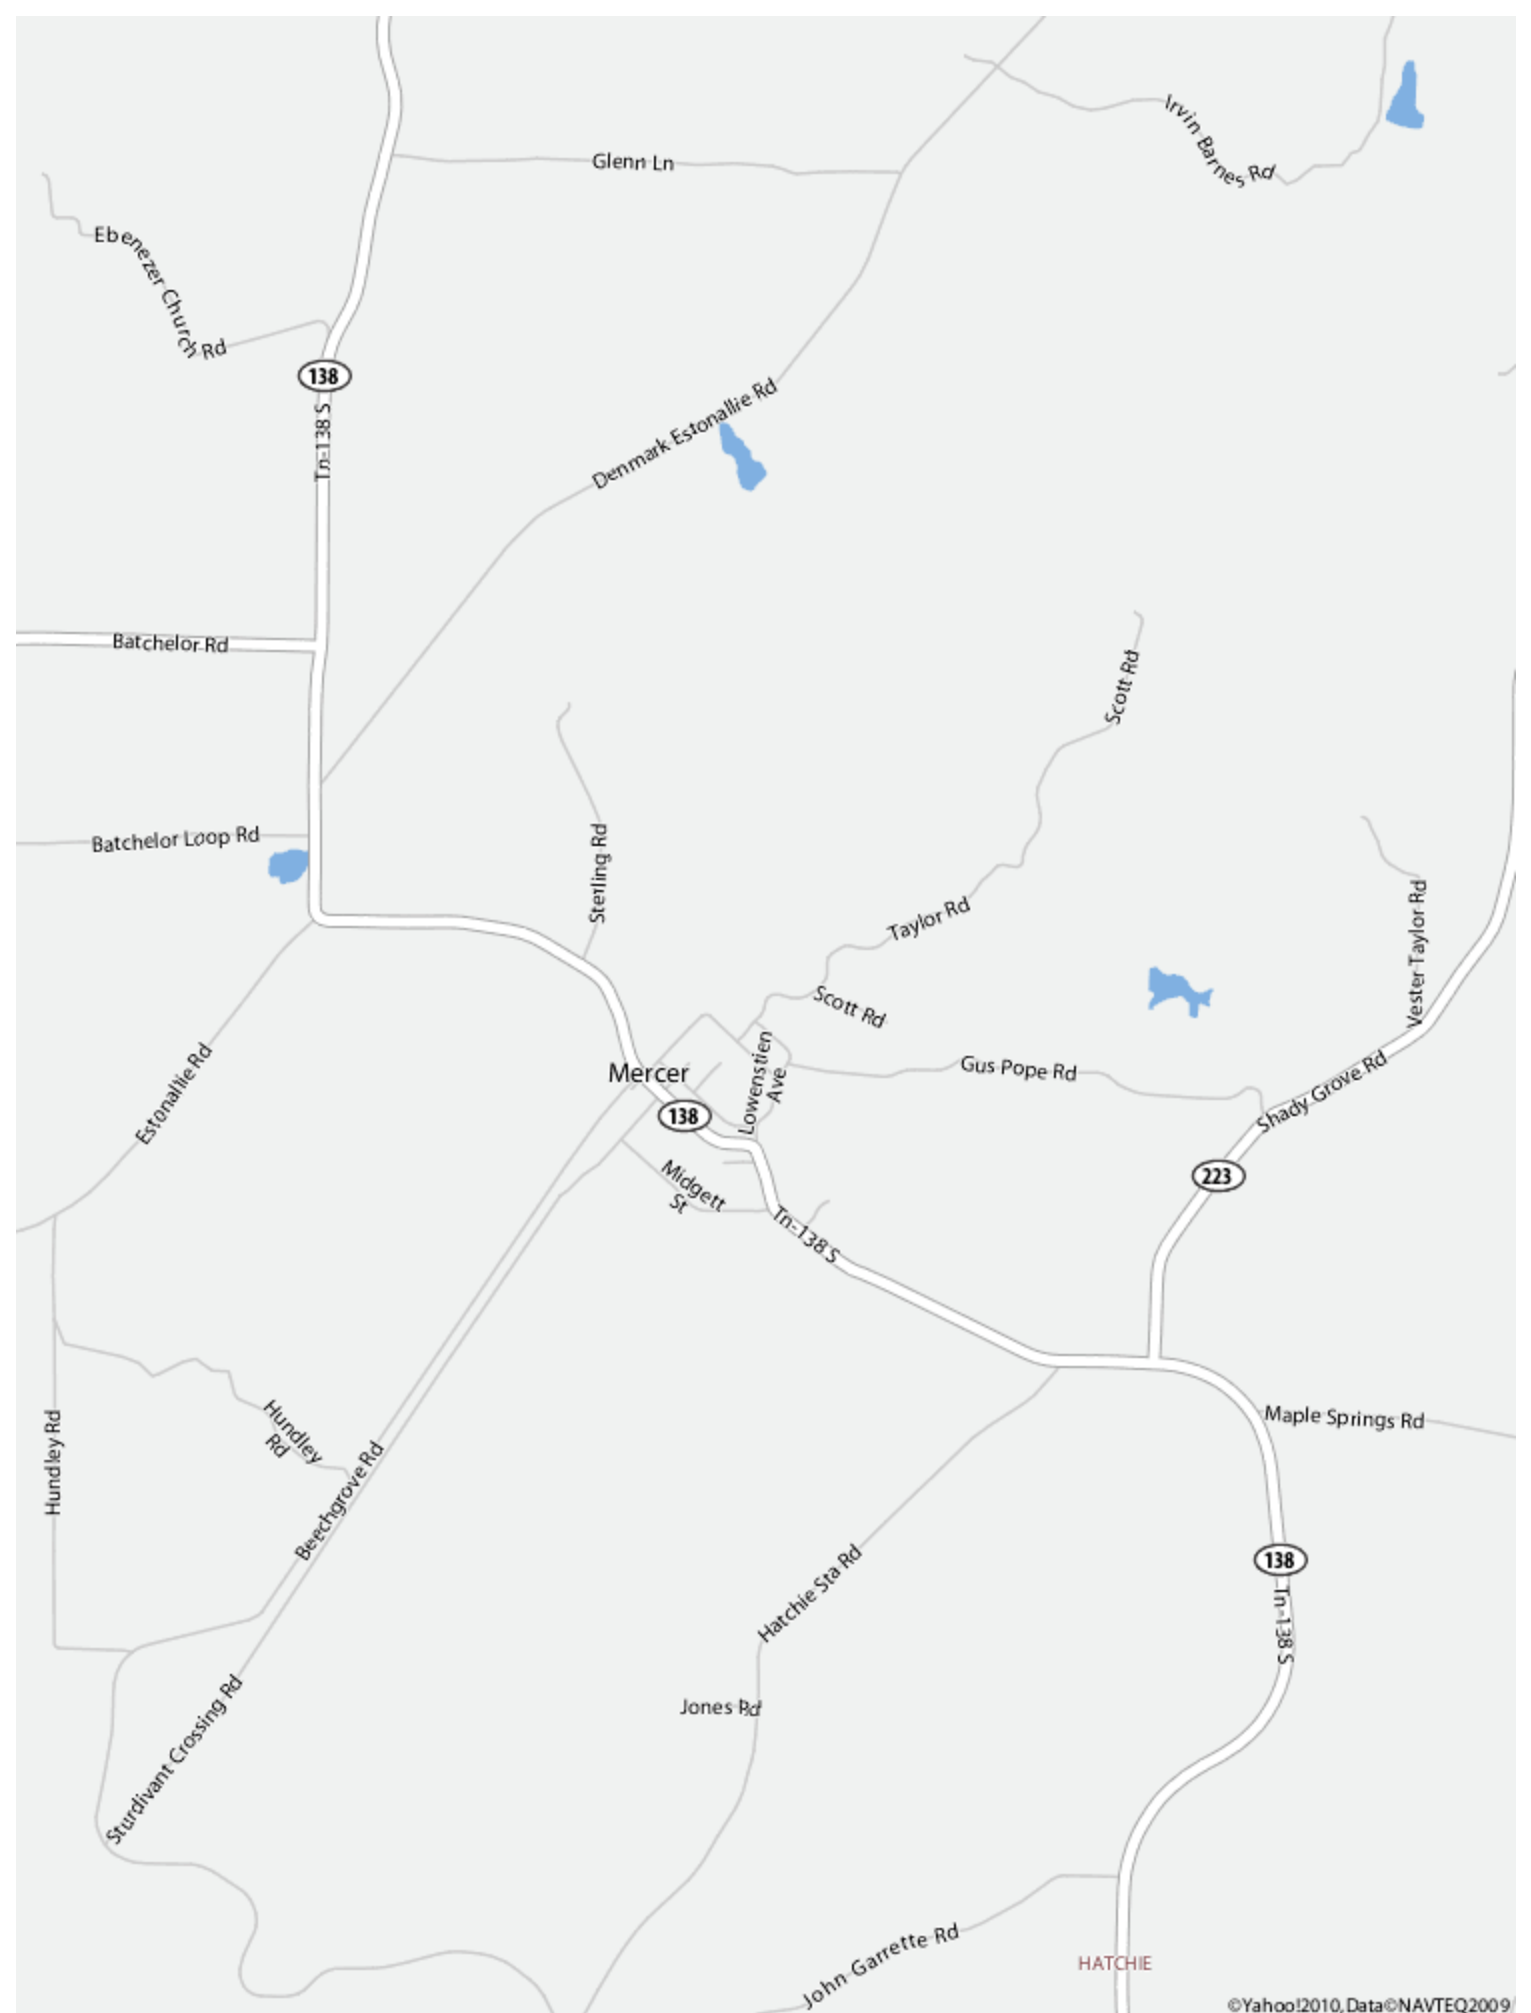 Irvin Barnes Rd
Glenn Ln
Ebenezer Church Rd
138
Tn-138 S
Denmark Estonallie Rd
Batchelor Rd
Scott Rd
Batchelor Loop Rd
Sterling Rd
Taylor Rd
Vester Taylor Rd
Scott Rd
Estonallie Rd
Mercer
Lowenstien
Ave
Gus Pope Rd
Shady Grove Rd
138
223
Midgett
St
Tn-138 S
Hundley Rd
Hundley
Rd
Beechgrove Rd
Maple Springs Rd
138
Tn-138 S
Hatchie Sta Rd
Jones Rd
Sturdivant Crossing Rd
John Garrette Rd
HATCHIE
©Yahoo!2010, Data©NAVTEQ2009